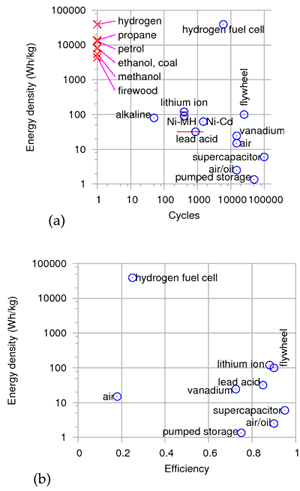 100000
10000
1000
100
10
1
Energy density (Wh/kg)
hydrogen
propane
petrol
ethanol, coal
methanol
firewood
hydrogen fuel cell
lithium ion
flywheel
alkaline
Ni-MH
Ni-Cd
lead acid
vanadium
air
supercapacitor
air/oil
pumped storage
1 10 100 1000 10000 100000
Cycles
(a)
100000
10000
1000
100
10
1
Energy density (Wh/kg)
hydrogen fuel cell
flywheel
lithium ion
lead acid
vanadium
air
supercapacitor
air/oil
pumped storage
0 0.2 0.4 0.6 0.8 1
Efficiency
(b)